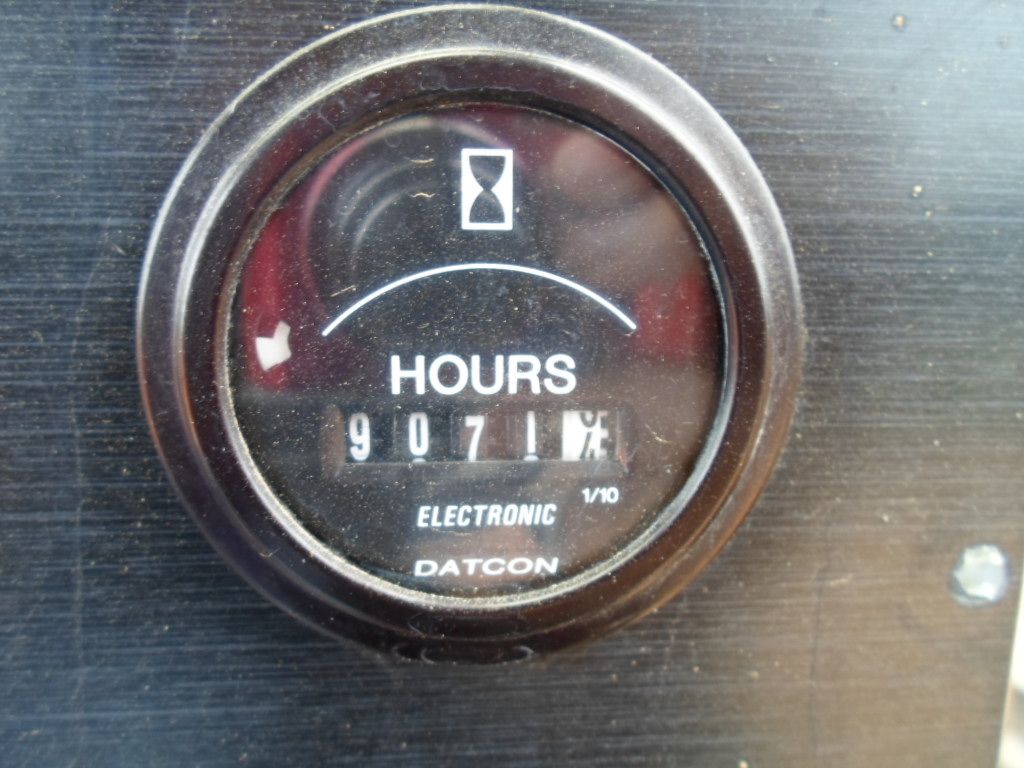 HOURS
9071
1/10
ELECTRONIC
DATCON